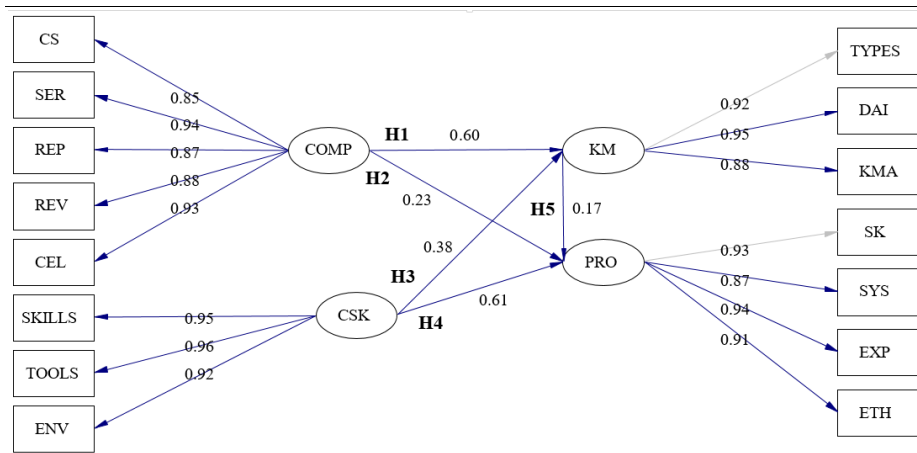 CS
SER
REP
REV
CEL
SKILLS
TOOLS
ENV
0.85
0.94
0.87
0.88
0.93
0.95
0.96
0.92
COMP
CSK
H1
0.60
H2
0.23
H3
0.38
H4
0.61
H5
0.17
KM
PRO
0.92
0.95
0.88
0.93
0.87
0.94
0.91
TYPES
DAI
KMA
SK
SYS
EXP
ETH